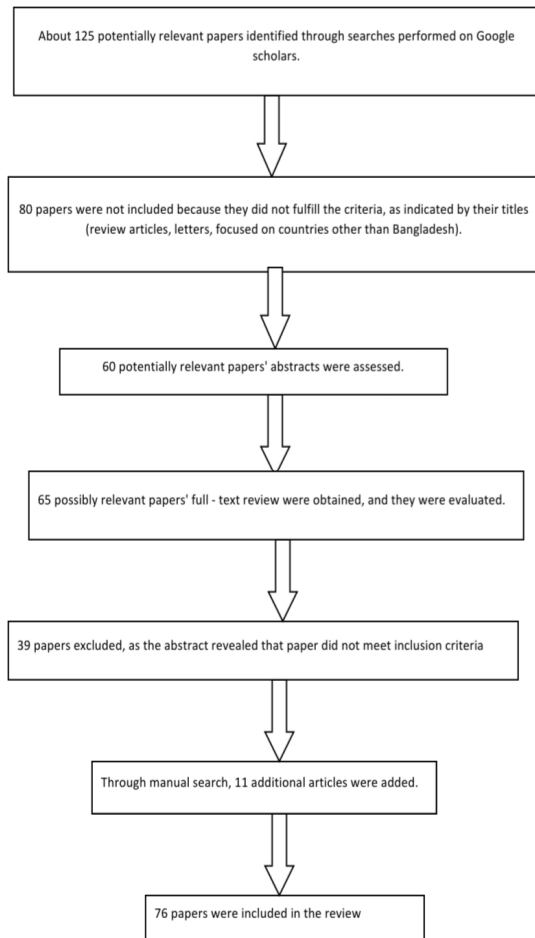 About 125 potentially relevant papers identified through searches performed on Google
scholars.
80 papers were not included because they did not fulfill the criteria, as indicated by their titles
(review articles, letters, focused on countries other than Bangladesh).
60 potentially relevant papers' abstracts were assessed.
65 possibly relevant papers' full - text review were obtained, and they were evaluated.
39 papers excluded, as the abstract revealed that paper did not meet inclusion criteria
Through manual search, 11 additional articles were added.
76 papers were included in the review